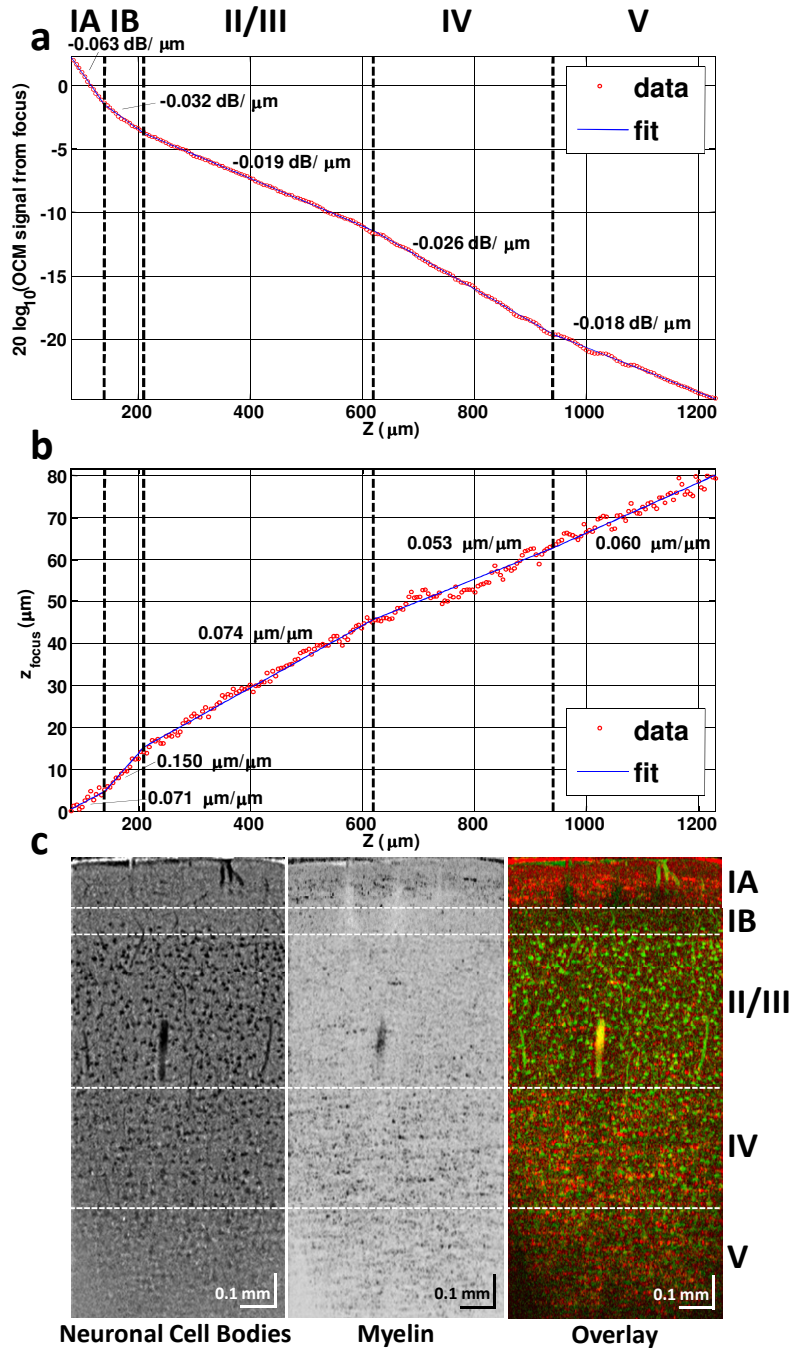 IA IB II/III IV V
a
-0.063 dB/ μm
-0.032 dB/ μm
-0.019 dB/ μm
-0.026 dB/ μm
-0.018 dB/ μm
data
fit
0
-5
-10
-15
-20
20 log10(OCM signal from focus)
200 400 600 800 1000 1200
Z (μm)
b
80
70
60
50
40
30
20
10
0
zfocus (μm)
0.053 μm/μm
0.060 μm/μm
0.074 μm/μm
0.150 μm/μm
0.071 μm/μm
data
fit
200 400 600 800 1000 1200
Z (μm)
c
IA
IB
II/III
IV
V
0.1 mm 0.1 mm 0.1 mm
Neuronal Cell Bodies Myelin Overlay